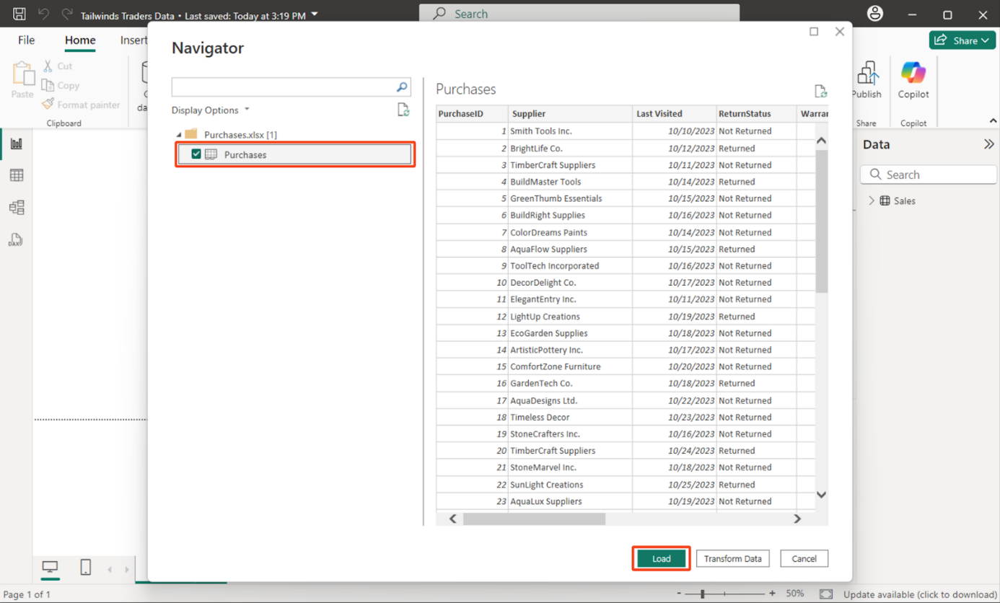 Tailwinds Traders Data • Last saved: Today at 3:19 PM
Search
File
Home
Insert
Share
Paste
Cut
Copy
Format painter
Clipboard
Publish
Share
Copilot
Copilot
Navigator
Display Options
Purchases.xlsx [1]
Purchases
Purchases
PurchaseID Supplier Last Visited ReturnStatus Warran
1 Smith Tools Inc. 10/10/2023 Not Returned
2 BrightLife Co. 10/12/2023 Returned
3 TimberCraft Suppliers 10/11/2023 Not Returned
4 BuildMaster Tools 10/14/2023 Returned
5 GreenThumb Essentials 10/15/2023 Not Returned
6 BuildRight Supplies 10/16/2023 Not Returned
7 ColorDreams Paints 10/14/2023 Not Returned
8 AquaFlow Suppliers 10/15/2023 Returned
9 ToolTech Incorporated 10/16/2023 Not Returned
10 DecorDelight Co. 10/17/2023 Not Returned
11 ElegantEntry Inc. 10/11/2023 Not Returned
12 LightUp Creations 10/19/2023 Returned
13 EcoGarden Supplies 10/18/2023 Not Returned
14 ArtisticPottery Inc. 10/17/2023 Not Returned
15 ComfortZone Furniture 10/20/2023 Not Returned
16 GardenTech Co. 10/18/2023 Returned
17 AquaDesigns Ltd. 10/22/2023 Not Returned
18 Timeless Decor 10/23/2023 Not Returned
19 StoneCrafters Inc. 10/16/2023 Not Returned
20 TimberCraft Suppliers 10/24/2023 Returned
21 StoneMarvel Inc. 10/18/2023 Not Returned
22 SunLight Creations 10/25/2023 Returned
23 AquaLux Suppliers 10/19/2023 Not Returned
Load
Transform Data
Cancel
Data
Search
Sales
DAX
Page 1 of 1
- + 50%
Update available (click to download)